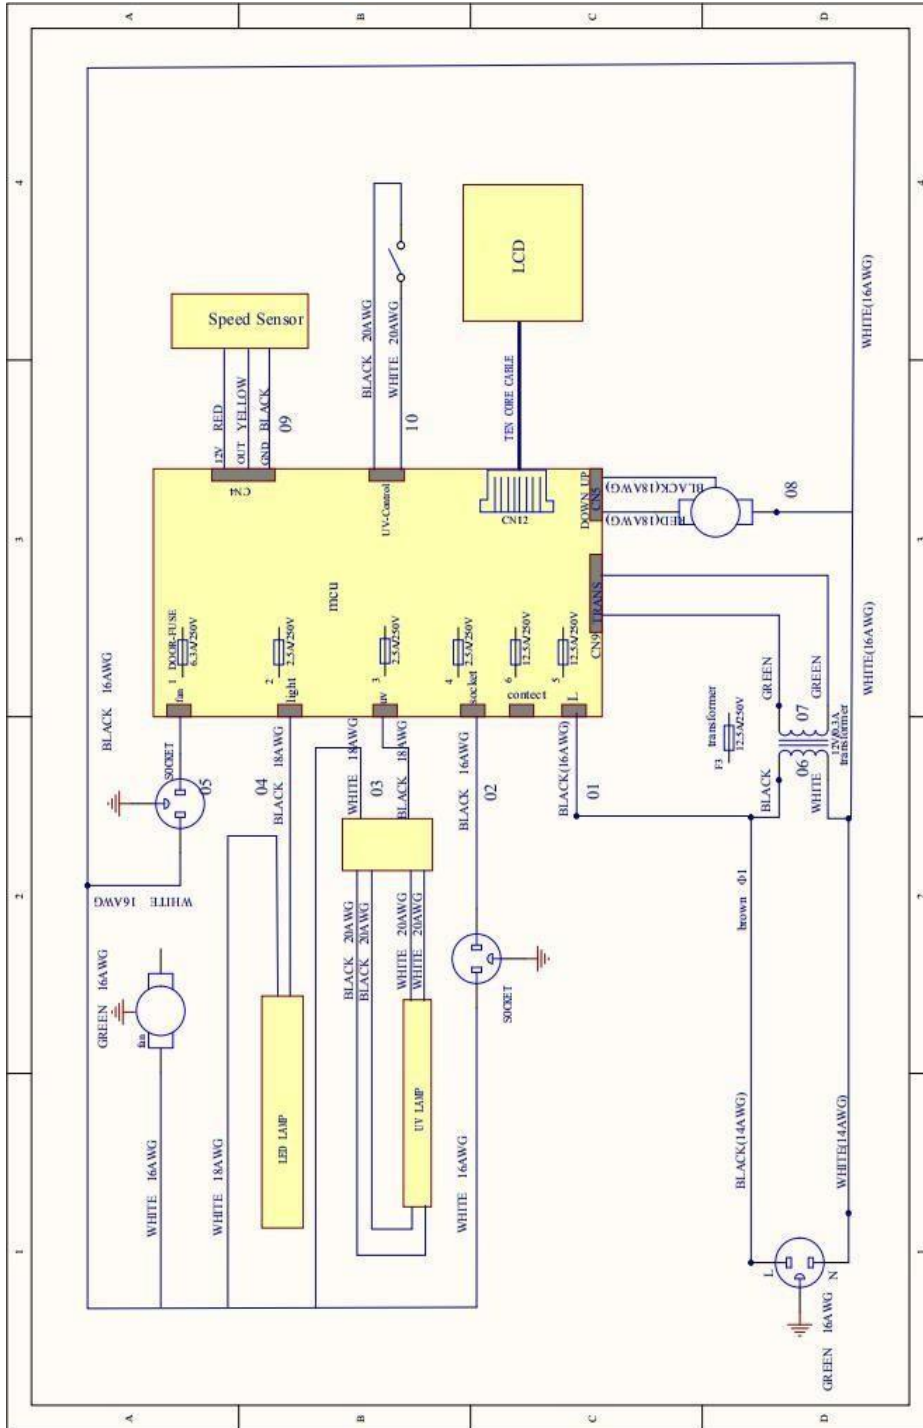 A
B
C
D
4
4
Speed Sensor
LCD
12V RED
OUT YELLOW
GND BLACK
09
BLACK 20AWG
WHITE 20AWG
10
TEN CORE CABLE
WHITE(16AWG)
CN4
UV-Control
CN12
DOWN UP
CN5
RED(18AWG)
BLACK(18AWG)
08
3
mcu
TRANS
CN9
DOOR-FUSE
6.3A/250V
1
fan
2.5A/250V
2
light
2.5A/250V
3
uv
2.5A/250V
4
socket
12.5A/250V
6
contect
12.5A/250V
5
L
BLACK 16AWG
SOCKET
05
04
BLACK 18AWG
WHITE 18AWG
03
BLACK 18AWG
BLACK 16AWG
02
BLACK(16AWG)
01
transformer
12.5A/250V
F3
GREEN
GREEN
07
06
12V/0.3A
transformer
BLACK
WHITE
WHITE(16AWG)
2
WHITE 16AWG
BLACK 20AWG
BLACK 20AWG
WHITE 20AWG
WHITE 20AWG
SOCKET
brown Φ1
GREEN 16AWG
fan
LED LAMP
UV LAMP
1
WHITE 16AWG
WHITE 18AWG
WHITE 16AWG
BLACK(14AWG)
WHITE(14AWG)
L
N
GREEN 16AWG
A
B
C
D